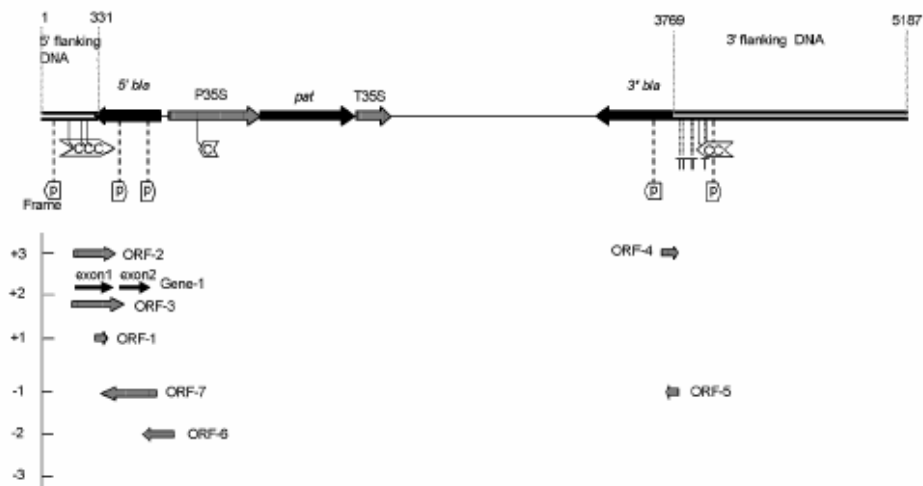 1 331 3769 5187
5' flanking DNA
3' flanking DNA
5' bla
P35S
pat
T35S
3' bla
C C C
C
C C
T T T
P P P P P
Frame
+3 ORF-2 ORF-4
exon1 exon2 Gene-1
+2 ORF-3
+1 ORF-1
-1 ORF-7 ORF-5
-2 ORF-6
-3